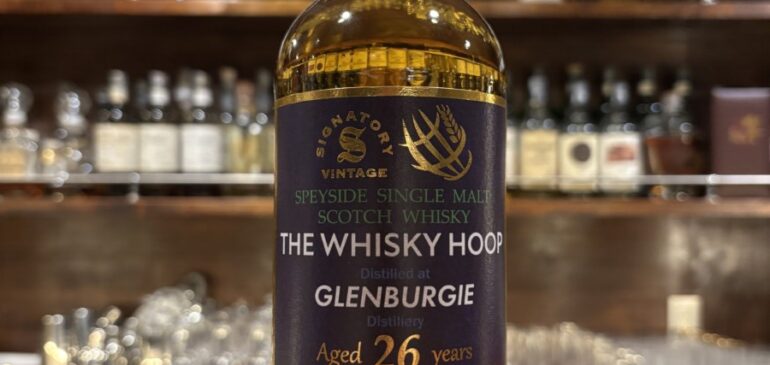 SIGNATORY
S
VINTAGE
SPEYSIDE SINGLE MALT
SCOTCH WHISKY
THE WHISKY HOOP
Distilled at
GLENBURGIE
Distillery
Aged 26 years